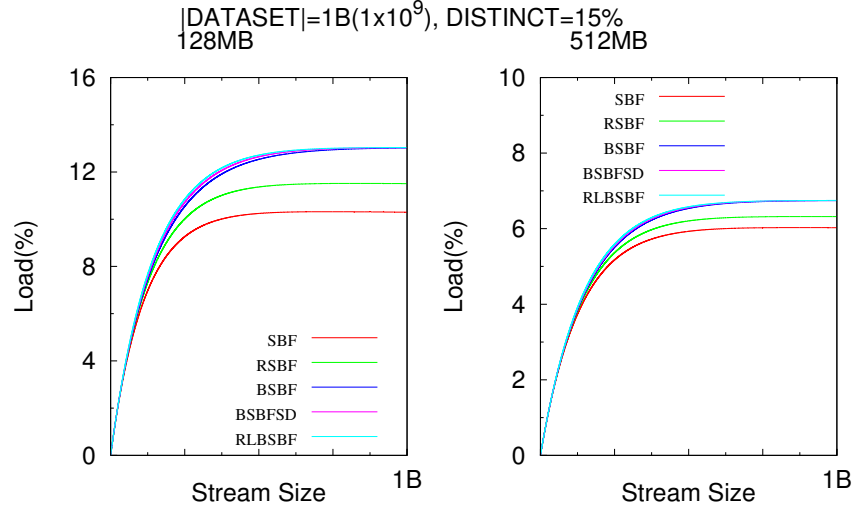 |DATASET|=1B(1x10^9), DISTINCT=15%
128MB
16
12
8
4
0
Load(%)
SBF
RSBF
BSBF
BSBFSD
RLBSBF
Stream Size
1B
512MB
10
8
6
4
2
0
Load(%)
SBF
RSBF
BSBF
BSBFSD
RLBSBF
Stream Size
1B